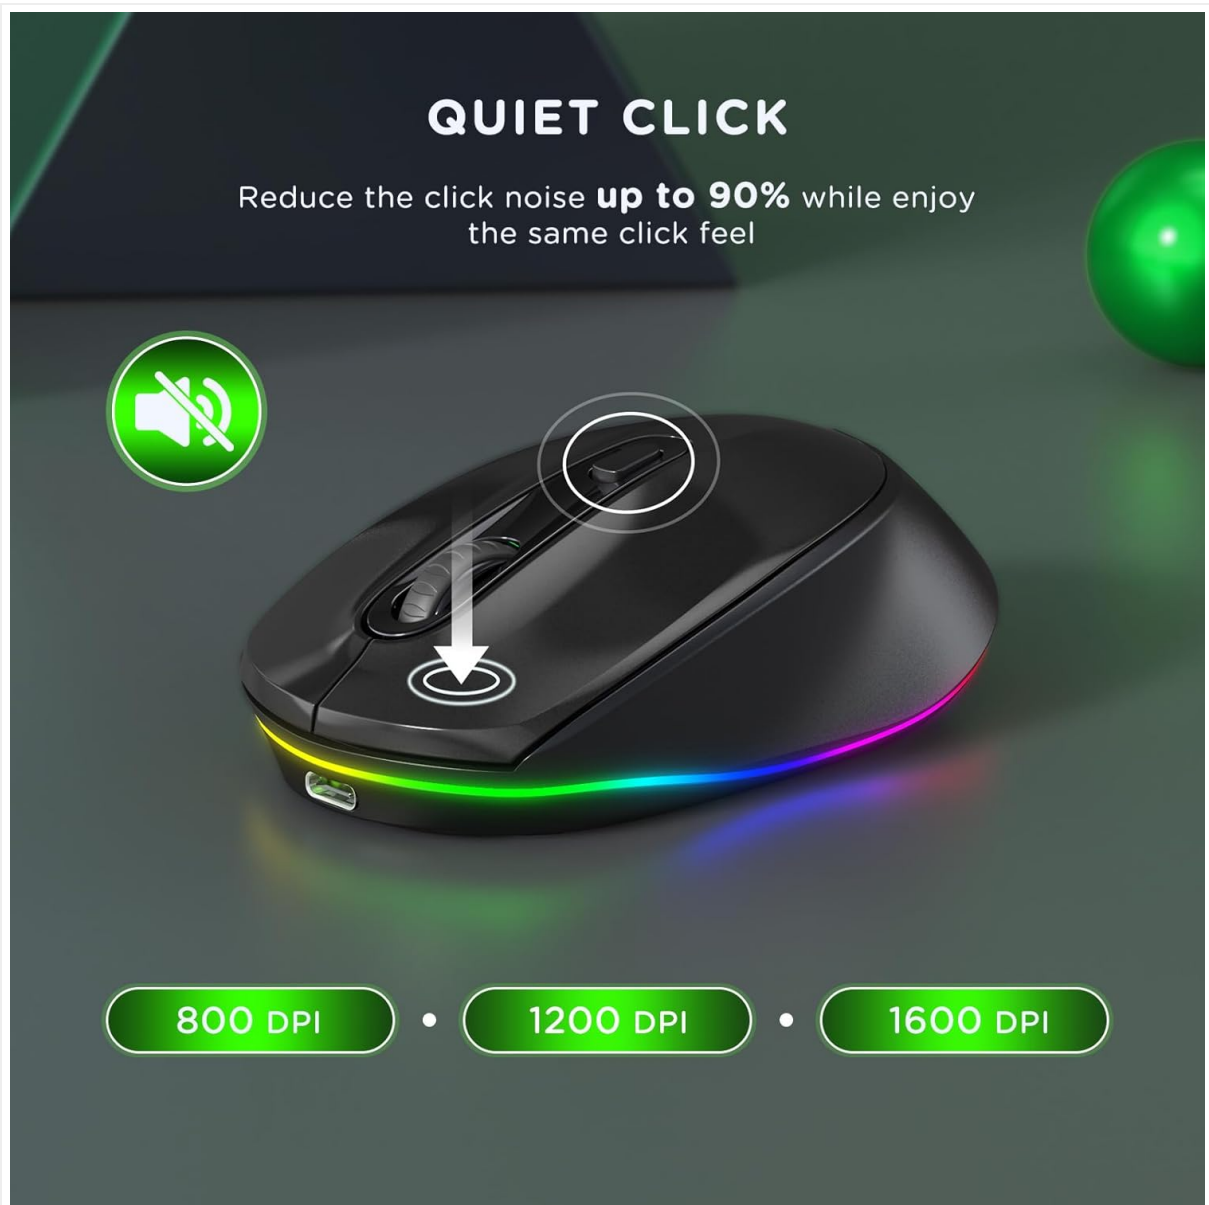 QUIET CLICK
Reduce the click noise up to 90% while enjoy
the same click feel
800 DPI • 1200 DPI • 1600 DPI